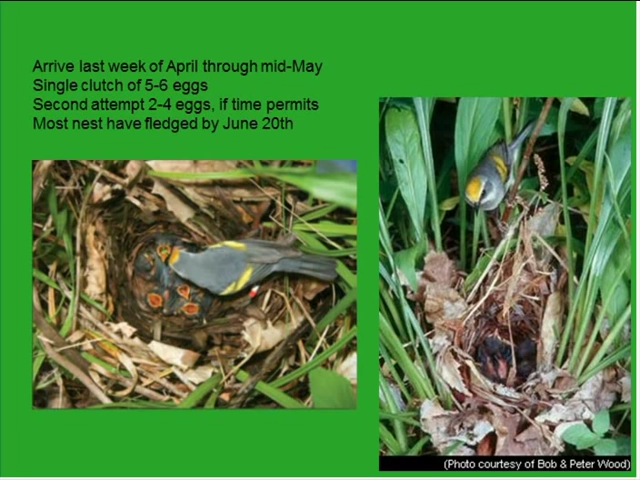 Arrive last week of April through mid-May
Single clutch of 5-6 eggs
Second attempt 2-4 eggs, if time permits
Most nest have fledged by June 20th
(Photo courtesy of Bob & Peter Wood)